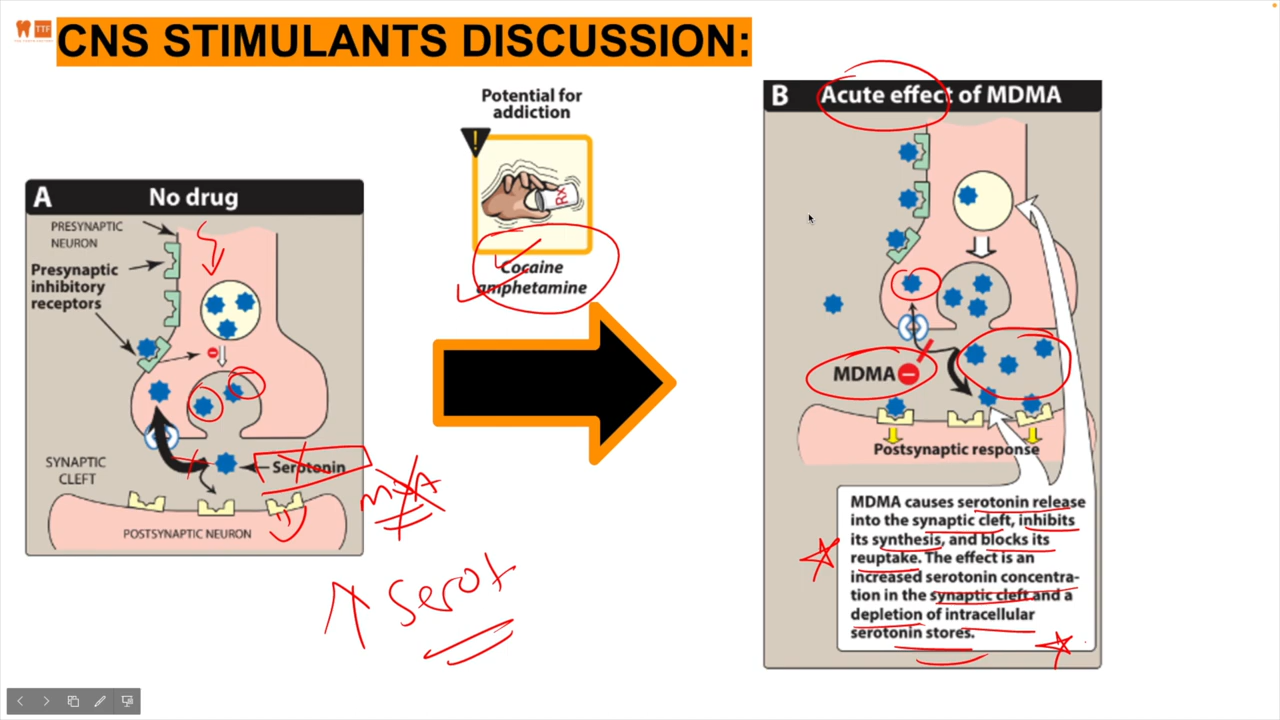 TTF
CNS STIMULANTS DISCUSSION:
Potential for
addiction
!
Rx
Cocaine
amphetamine
A No drug
PRESYNAPTIC
NEURON
Presynaptic
inhibitory
receptors
Serotonin
SYNAPTIC
CLEFT
POSTSYNAPTIC NEURON
↑ Serot
B Acute effect of MDMA
MDMA
Postsynaptic response
MDMA causes serotonin release
into the synaptic cleft, inhibits
its synthesis, and blocks its
reuptake. The effect is an
increased serotonin concentra-
tion in the synaptic cleft and a
depletion of intracellular
serotonin stores.